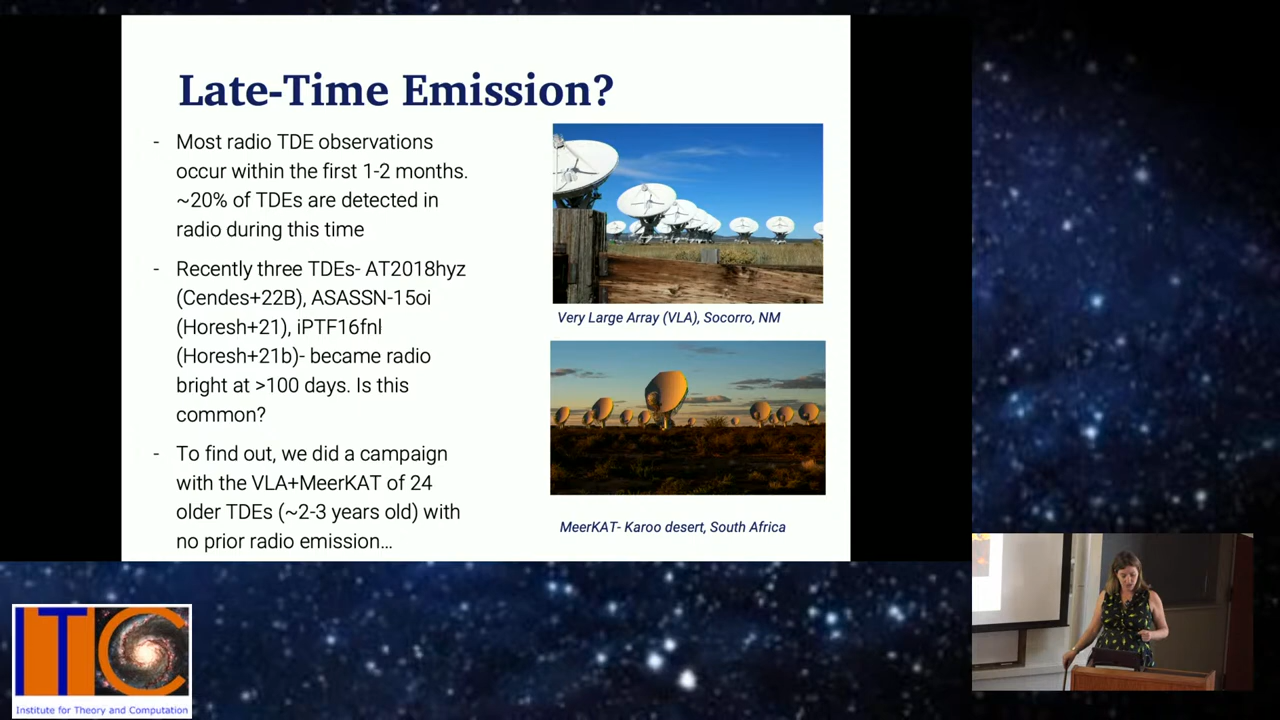 Late-Time Emission?
- Most radio TDE observations
occur within the first 1-2 months.
~20% of TDEs are detected in
radio during this time
- Recently three TDEs- AT2018hyz
(Cendes+22B), ASASSN-15oi
(Horesh+21), iPTF16fnl
(Horesh+21b)- became radio
bright at >100 days. Is this
common?
- To find out, we did a campaign
with the VLA+MeerKAT of 24
older TDEs (~2-3 years old) with
no prior radio emission...
Very Large Array (VLA), Socorro, NM
MeerKAT- Karoo desert, South Africa
ITC
Institute for Theory and Computation